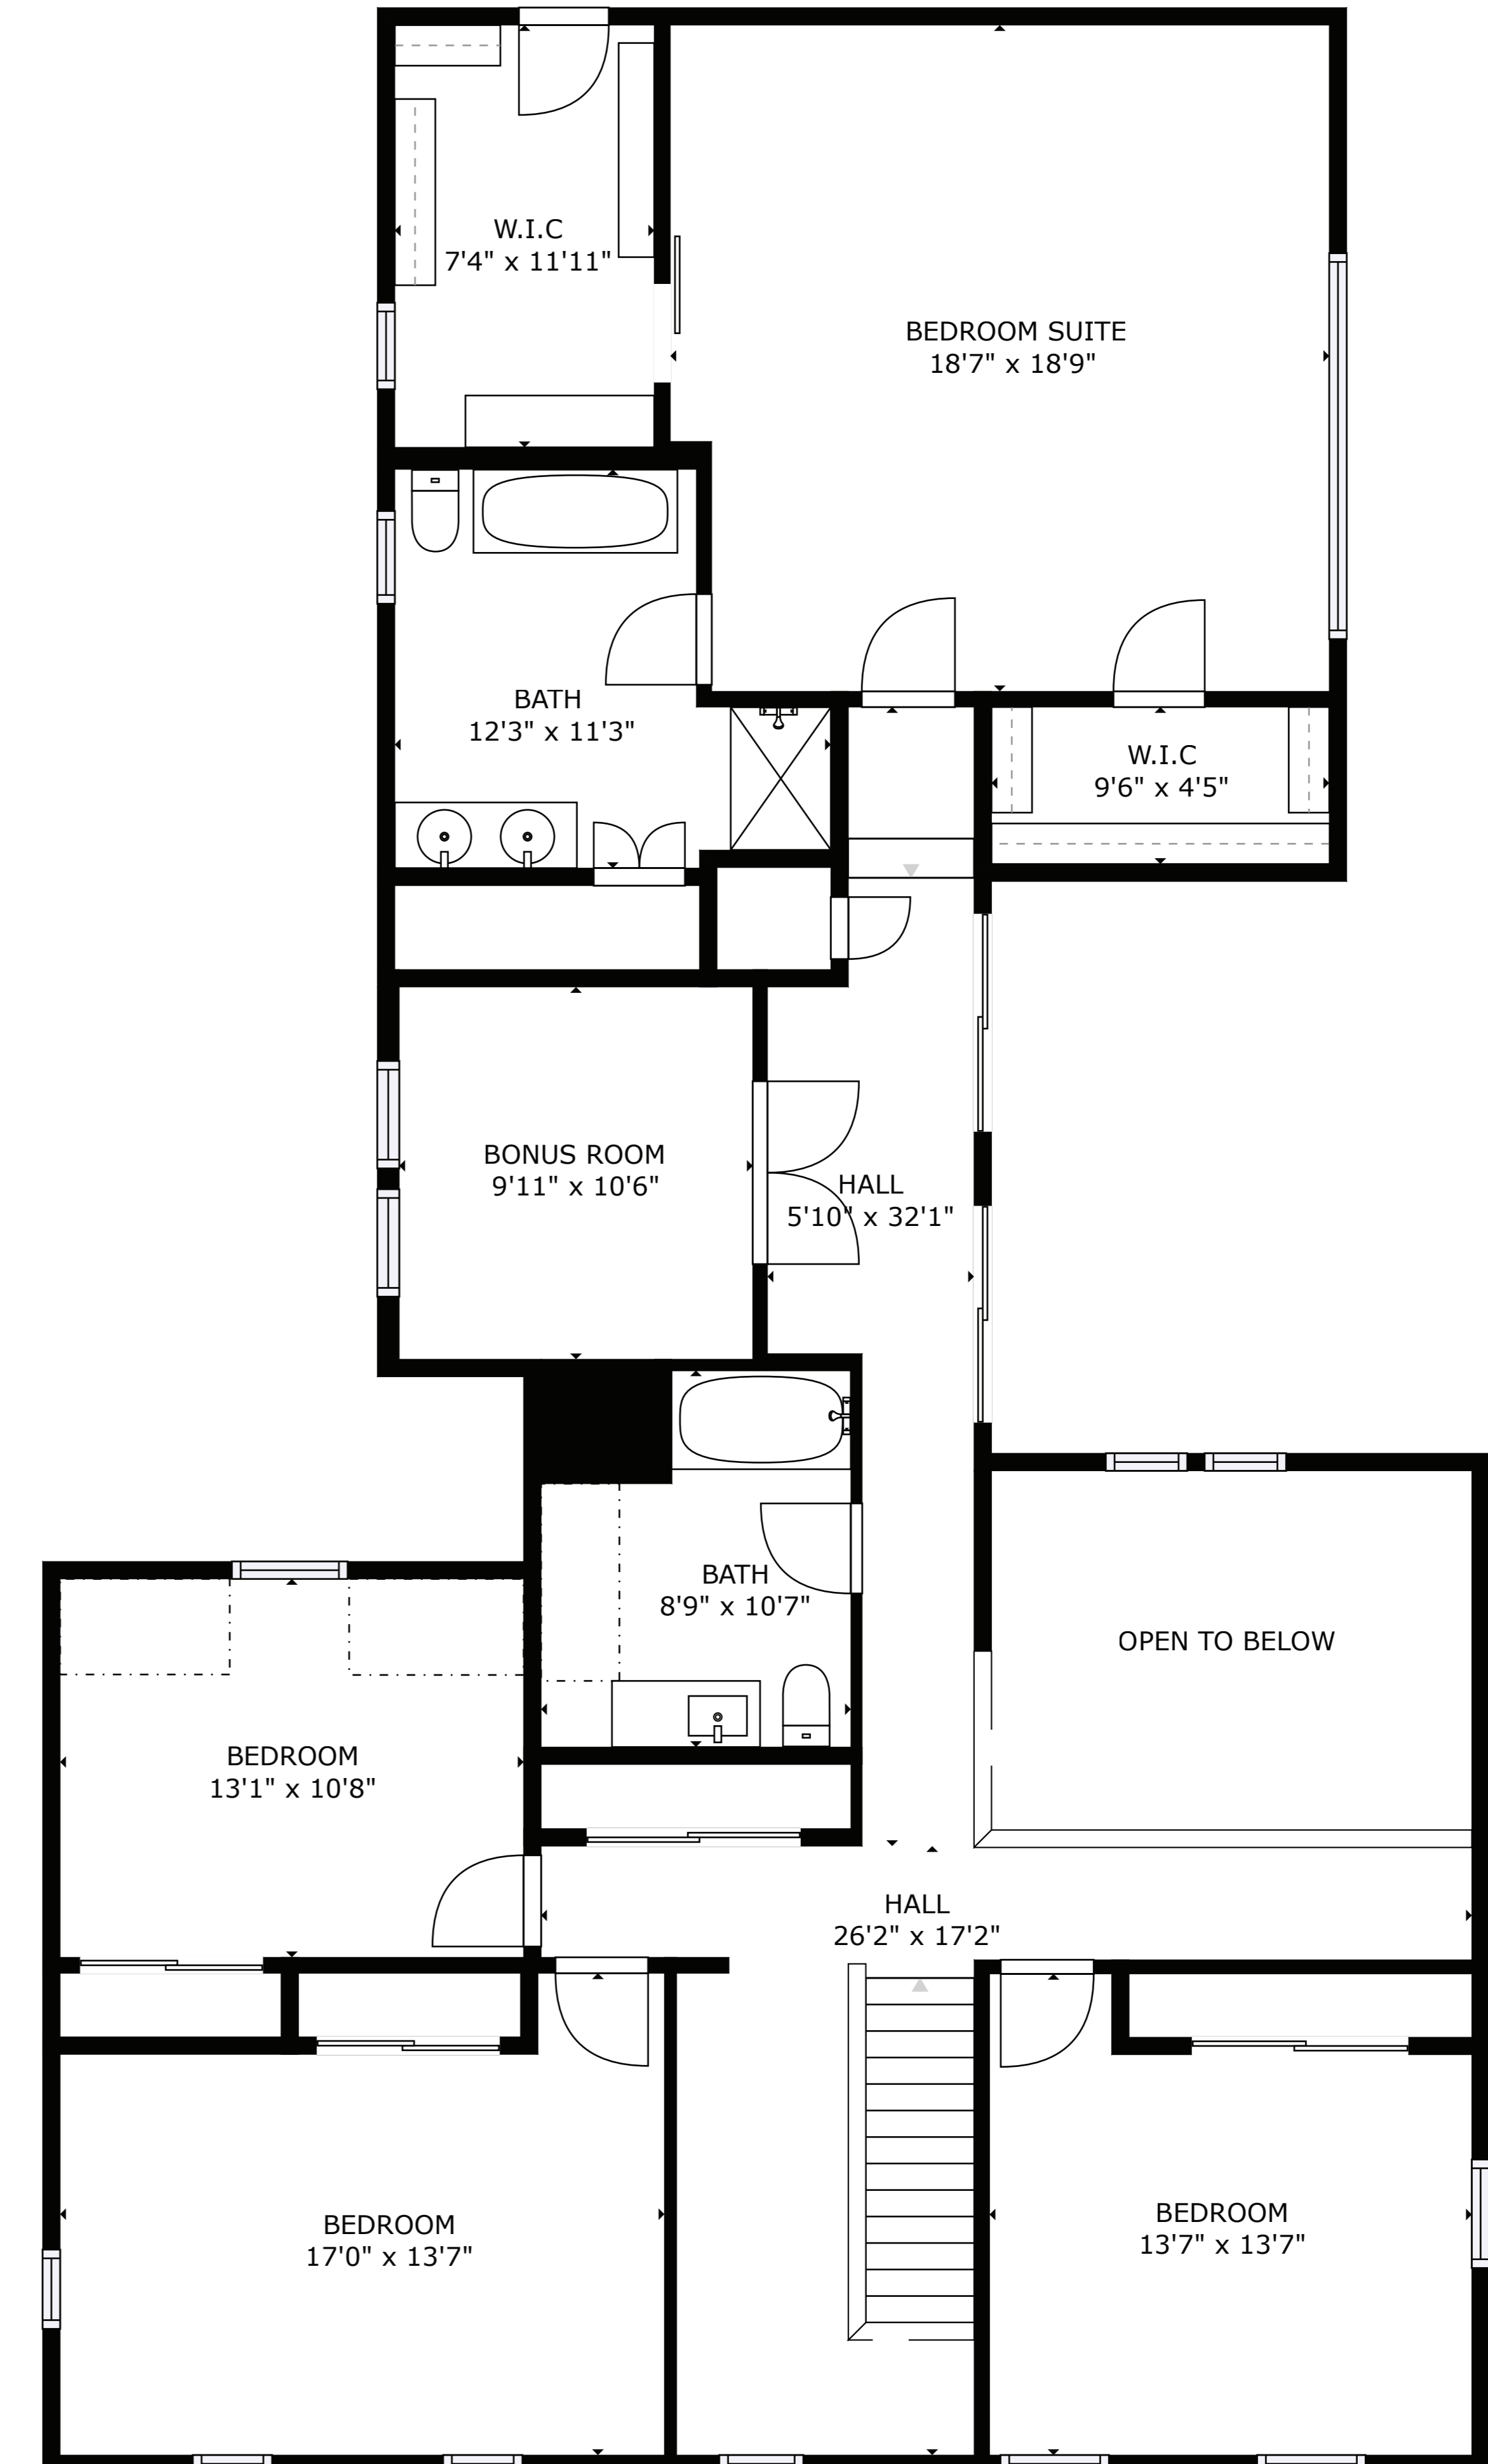 W.I.C
7'4" x 11'11"
BEDROOM SUITE
18'7" x 18'9"
BATH
12'3" x 11'3"
W.I.C
9'6" x 4'5"
BONUS ROOM
9'11" x 10'6"
HALL
5'10" x 32'1"
BATH
8'9" x 10'7"
OPEN TO BELOW
BEDROOM
13'1" x 10'8"
HALL
26'2" x 17'2"
BEDROOM
17'0" x 13'7"
BEDROOM
13'7" x 13'7"